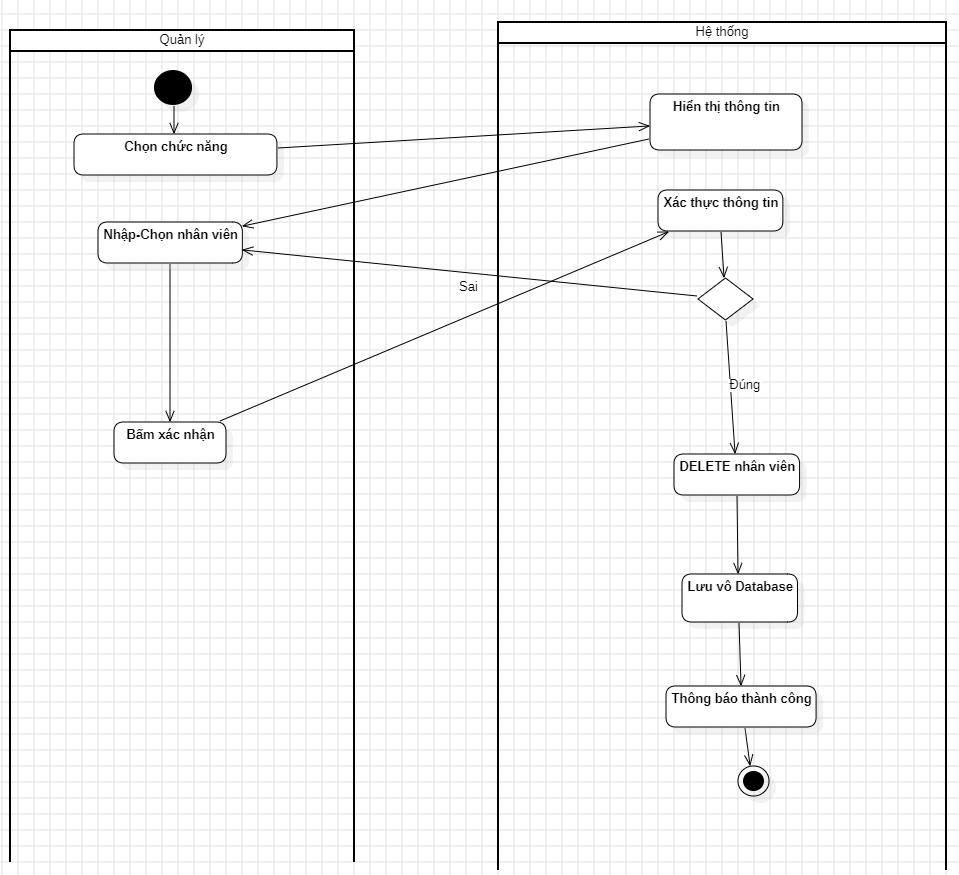 Quản lý
Hệ thống
Chọn chức năng
Hiển thị thông tin
Nhập-Chọn nhân viên
Xác thực thông tin
Sai
Đúng
Bấm xác nhận
DELETE nhân viên
Lưu vô Database
Thông báo thành công